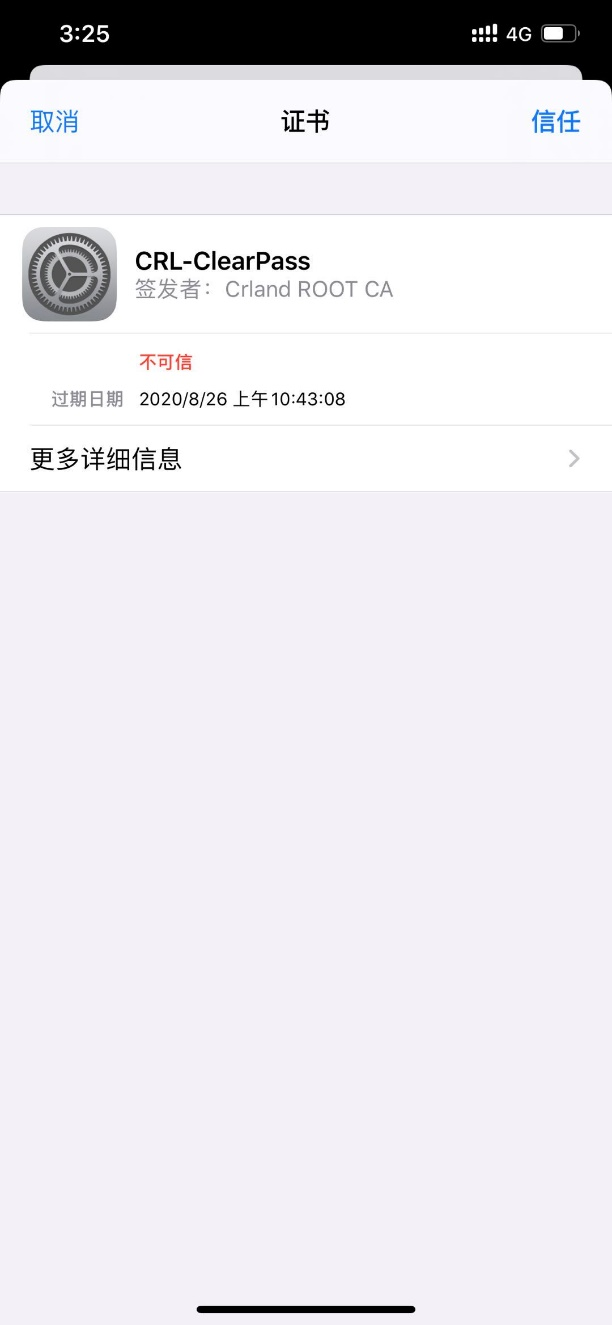 3:25
4G
取消
证书
信任
CRL-ClearPass
签发者：Crland ROOT CA
不可信
过期日期 2020/8/26 上午10:43:08
更多详细信息